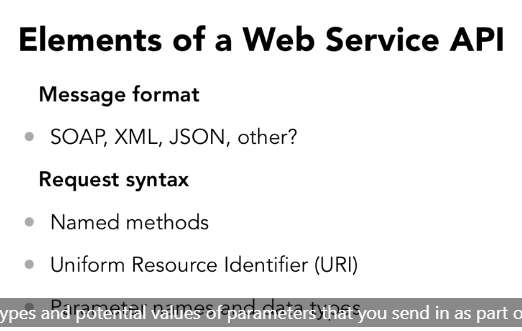 Elements of a Web Service API
Message format
SOAP, XML, JSON, other?
Request syntax
Named methods
Uniform Resource Identifier (URI)
Parameter names and data types
ypes and potential values of parameters that you send in as part o